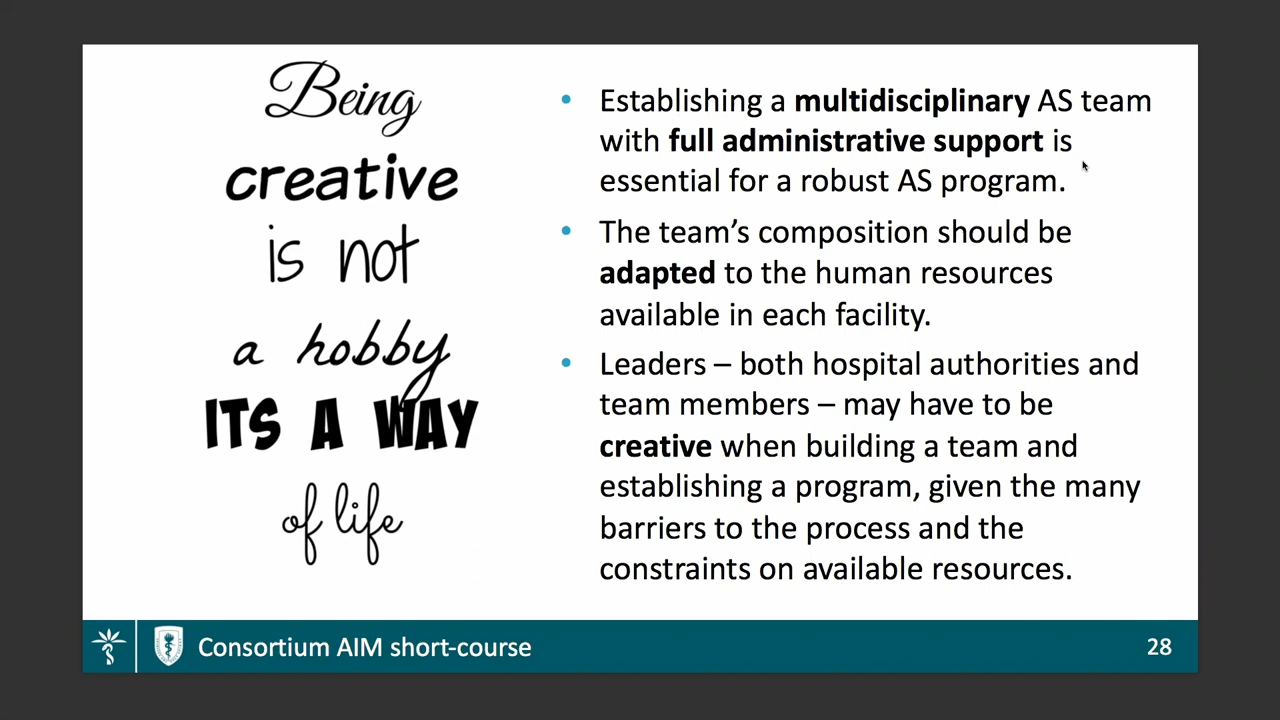 Being
creative
is not
a hobby
ITS A WAY
of life
• Establishing a multidisciplinary AS team
with full administrative support is
essential for a robust AS program.
• The team’s composition should be
adapted to the human resources
available in each facility.
• Leaders – both hospital authorities and
team members – may have to be
creative when building a team and
establishing a program, given the many
barriers to the process and the
constraints on available resources.
Consortium AIM short-course
28